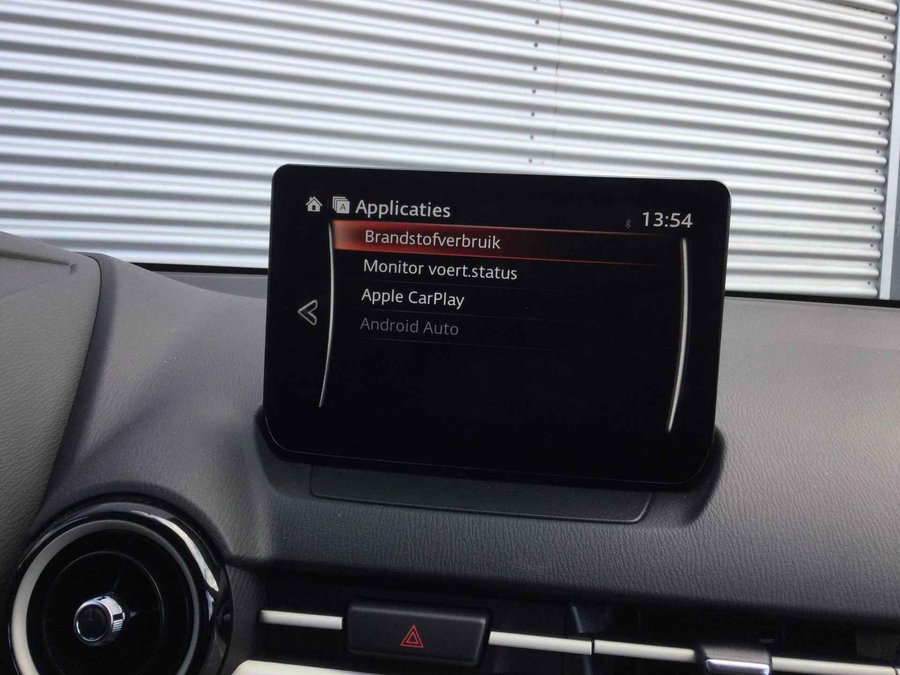 Applicaties
13:54
Brandstofverbruik
Monitor voert.status
Apple CarPlay
Android Auto